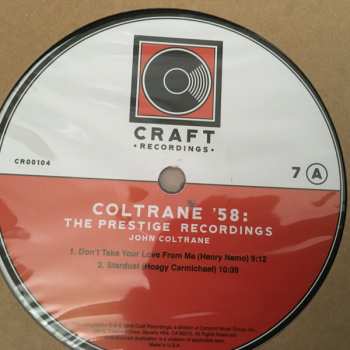 CRAFT
• RECORDINGS •
CR00104
7 A
COLTRANE '58:
THE PRESTIGE RECORDINGS
JOHN COLTRANE
1. Don't Take Your Love From Me (Henry Nemo) 9:12
2. Stardust (Hoagy Carmichael) 10:39
Made in U.S.A.